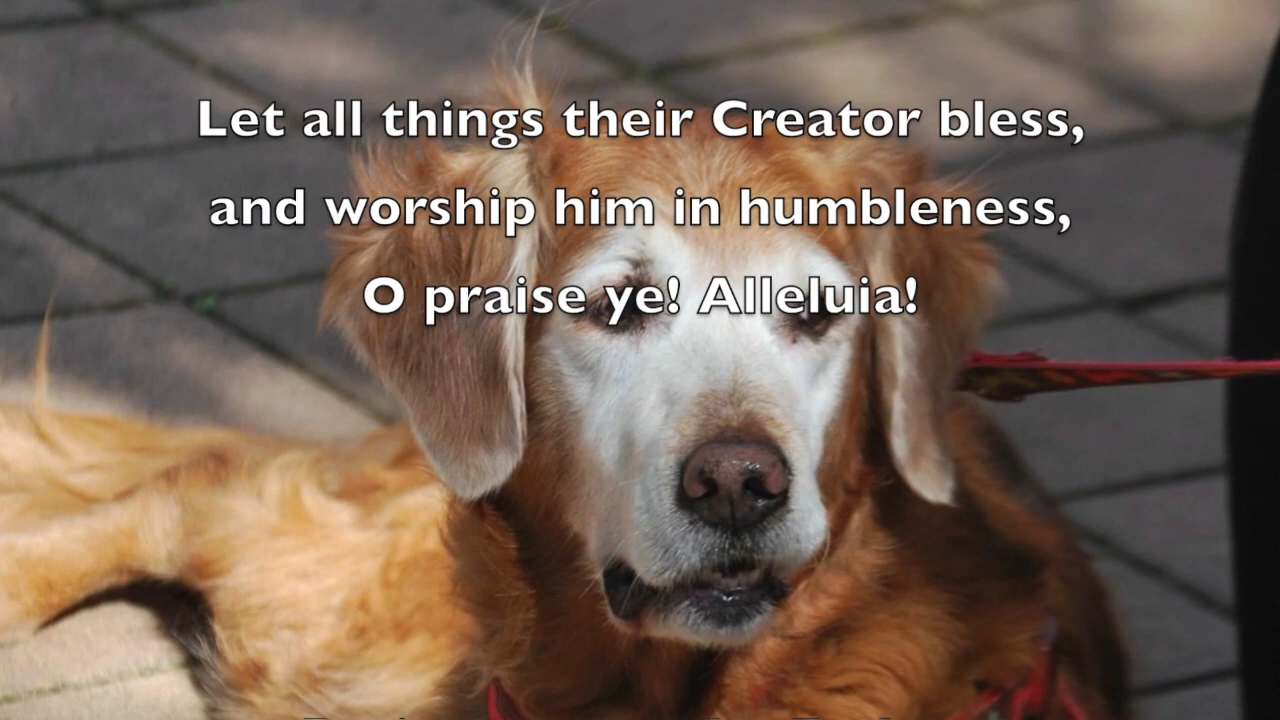 Let all things their Creator bless,
and worship him in humbleness,
O praise ye! Alleluia!